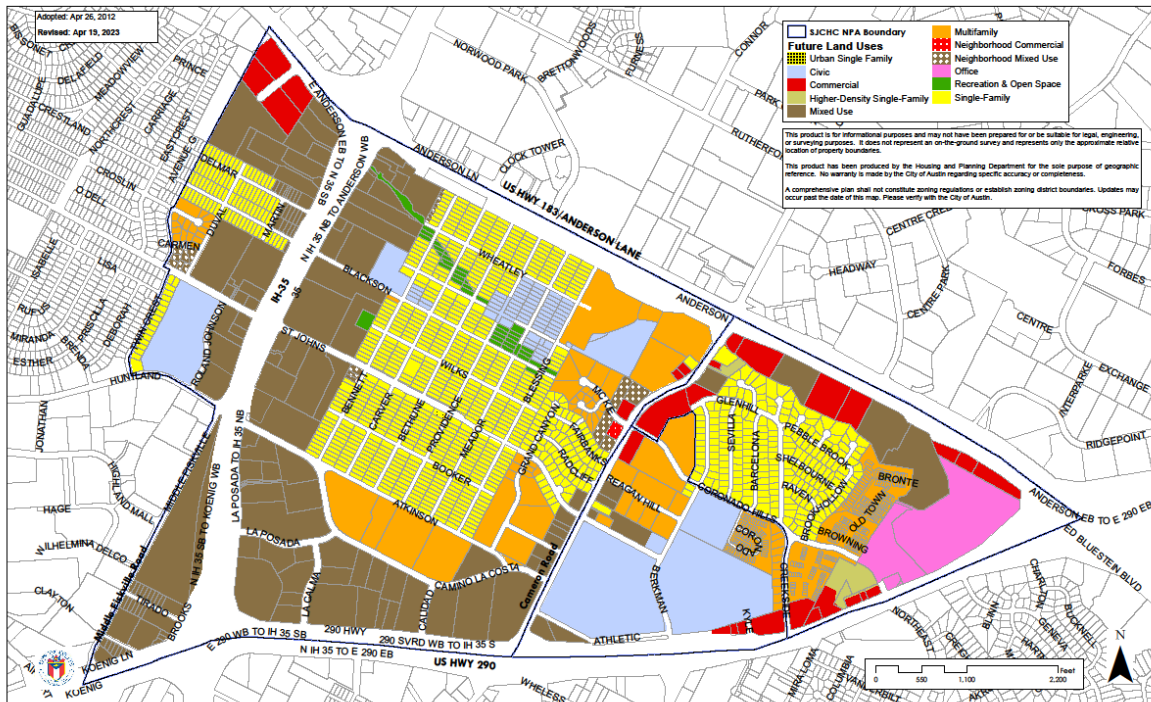 Adopted: Apr 26, 2012
Revised: Apr 19, 2023
SJCHC NPA Boundary
Future Land Uses
Urban Single Family
Civic
Commercial
Higher-Density Single-Family
Mixed Use
Multifamily
Neighborhood Commercial
Neighborhood Mixed Use
Office
Recreation & Open Space
Single-Family
This product is for informational purposes and may not have been prepared for or be suitable for legal, engineering,
or surveying purposes. It does not represent an on-the-ground survey and represents only the approximate relative
location of property boundaries.
This product has been produced by the Housing and Planning Department for the sole purpose of geographic
reference. No warranty is made by the City of Austin regarding specific accuracy or completeness.
A comprehensive plan shall not constitute zoning regulations or establish zoning district boundaries. Updates may
occur past the date of this map. Please verify with the City of Austin.
BISSONET
DELAFIELD
MEADOWVIEW
PRINCE
GUADALUPE
CRESTLAND
NORTHCREST
CARRIAGE
EASTCREST
AVENUE G
CROSLIN
O DELL
DELMAR
DUVAL
MARTIN
CARMEN
ISABELLE
LISA
RUFUS
MIRANDA
ESTHER
BRENDA
PRISCILLA
DEBORAH
TWIN CREST
HUNTLAND
ROLAND JOHNSON
JONATHAN
HIGHLAND MALL
HAGE
WILHELMINA DELCO
CLAYTON
TIRADO
BROOKS
KOENIG LN
KOENIG
MIDDLE FISKVILLE
Middle Fiskville Road
N IH 35 SB TO KOENIG WB
LA POSADA TO IH 35 NB
E ANDERSON EB TO N IH 35 SB
N IH 35 NB TO ANDERSON WB
IH-35
35
NORWOOD PARK
BRETTONWOODS
FURNESS
CONNOR
PARK
RUTHERFORD
CLOCK TOWER
ANDERSON LN
US HWY 183/ANDERSON LANE
ANDERSON
HEADWAY
CENTRE CREEK
CENTRE PARK
CROSS PARK
FORBES
CENTRE
EXCHANGE
INTERPARKE
RIDGEPOINT
BLACKSON
WHEATLEY
ST JOHNS
WILKS
BLESSING
BENNETT
CARVER
BETHUNE
PROVIDENCE
MEADOR
BOOKER
GRAND CANYON
FAIRBANKS
RADCLIFF
MCKIE
ATKINSON
REAGAN HILL
LA POSADA
LA CALMA
CALIDAD
CAMINO LA COSTA
Cameron Road
GLENHILL
SEVILLA
BARCELONA
PEBBLE BROOK
SHELBOURNE
RAVEN
BROOKHOLLOW
OLD TOWN
BRONTE
BROWNING
CORONADO HILLS
CORONADO
CREEKSIDE
BERKMAN
KYLE
ATHLETIC
ANDERSON EB TO E 290 EB
ED BLUESTEIN BLVD
E 290 WB TO IH 35 SB
290 HWY
290 SVRD WB TO IH 35 S
N IH 35 TO E 290 EB
US HWY 290
WHELESS
MIRA LOMA
COLUMBIA
VANDERBILT
NORTHEAST
CREIGHTON
BLINN
CHARLTON
GENEVA
BUCKNELL
N
Feet
0 550 1,100 2,200